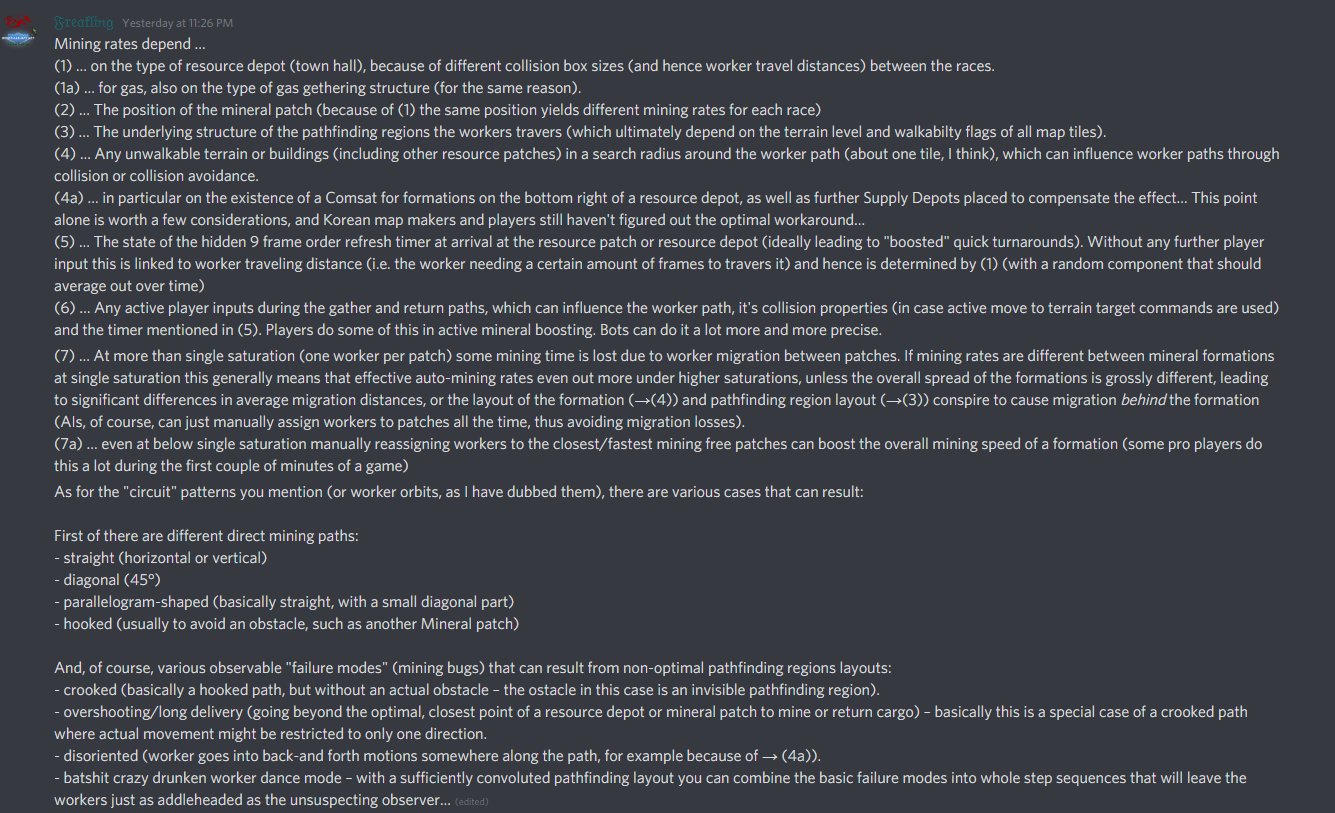 Freakling Yesterday at 11:26 PM
Mining rates depend ...
(1) ... on the type of resource depot (town hall), because of different collision box sizes (and hence worker travel distances) between the races.
(1a) ... for gas, also on the type of gas gethering structure (for the same reason).
(2) ... The position of the mineral patch (because of (1) the same position yields different mining rates for each race)
(3) ... The underlying structure of the pathfinding regions the workers travers (which ultimately depend on the terrain level and walkabilty flags of all map tiles).
(4) ... Any unwalkable terrain or buildings (including other resource patches) in a search radius around the worker path (about one tile, I think), which can influence worker paths through
collision or collision avoidance.
(4a) ... in particular on the existence of a Comsat for formations on the bottom right of a resource depot, as well as further Supply Depots placed to compensate the effect... This point
alone is worth a few considerations, and Korean map makers and players still haven't figured out the optimal workaround...
(5) ... The state of the hidden 9 frame order refresh timer at arrival at the resource patch or resource depot (ideally leading to "boosted" quick turnarounds). Without any further player
input this is linked to worker traveling distance (i.e. the worker needing a certain amount of frames to travers it) and hence is determined by (1) (with a random component that should
average out over time)
(6) ... Any active player inputs during the gather and return paths, which can influence the worker path, it's collision properties (in case active move to terrain target commands are used)
and the timer mentioned in (5). Players do some of this in active mineral boosting. Bots can do it a lot more and more precise.
(7) ... At more than single saturation (one worker per patch) some mining time is lost due to worker migration between patches. If mining rates are different between mineral formations
at single saturation this generally means that effective auto-mining rates even out more under higher saturations, unless the overall spread of the formations is grossly different, leading
to significant differences in average migration distances, or the layout of the formation (→(4)) and pathfinding region layout (→(3)) conspire to cause migration behind the formation
(AIs, of course, can just manually assign workers to patches all the time, thus avoiding migration losses).
(7a) ... even at below single saturation manually reassigning workers to the closest/fastest mining free patches can boost the overall mining speed of a formation (some pro players do
this a lot during the first couple of minutes of a game)
As for the "circuit" patterns you mention (or worker orbits, as I have dubbed them), there are various cases that can result:
First of there are different direct mining paths:
- straight (horizontal or vertical)
- diagonal (45°)
- parallelogram-shaped (basically straight, with a small diagonal part)
- hooked (usually to avoid an obstacle, such as another Mineral patch)
And, of course, various observable "failure modes" (mining bugs) that can result from non-optimal pathfinding regions layouts:
- crooked (basically a hooked path, but without an actual obstacle – the ostacle in this case is an invisible pathfinding region).
- overshooting/long delivery (going beyond the optimal, closest point of a resource depot or mineral patch to mine or return cargo) – basically this is a special case of a crooked path
where actual movement might be restricted to only one direction.
- disoriented (worker goes into back-and forth motions somewhere along the path, for example because of → (4a)).
- batshit crazy drunken worker dance mode – with a sufficiently convoluted pathfinding layout you can combine the basic failure modes into whole step sequences that will leave the
workers just as addleheaded as the unsuspecting observer... (edited)